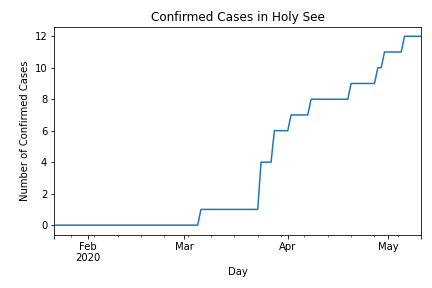 Confirmed Cases in Holy See
Number of Confirmed Cases
12
10
8
6
4
2
0
Feb
2020
Mar
Apr
May
Day